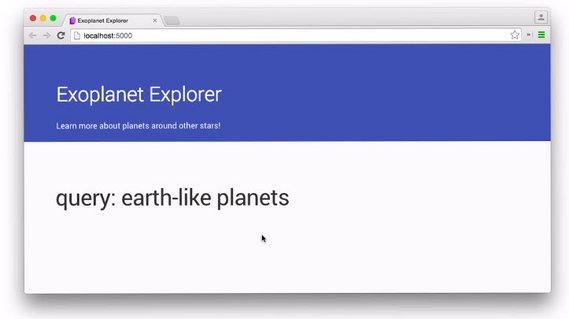 Exoplanet Explorer
localhost:5000
Exoplanet Explorer
Learn more about planets around other stars!
query: earth-like planets